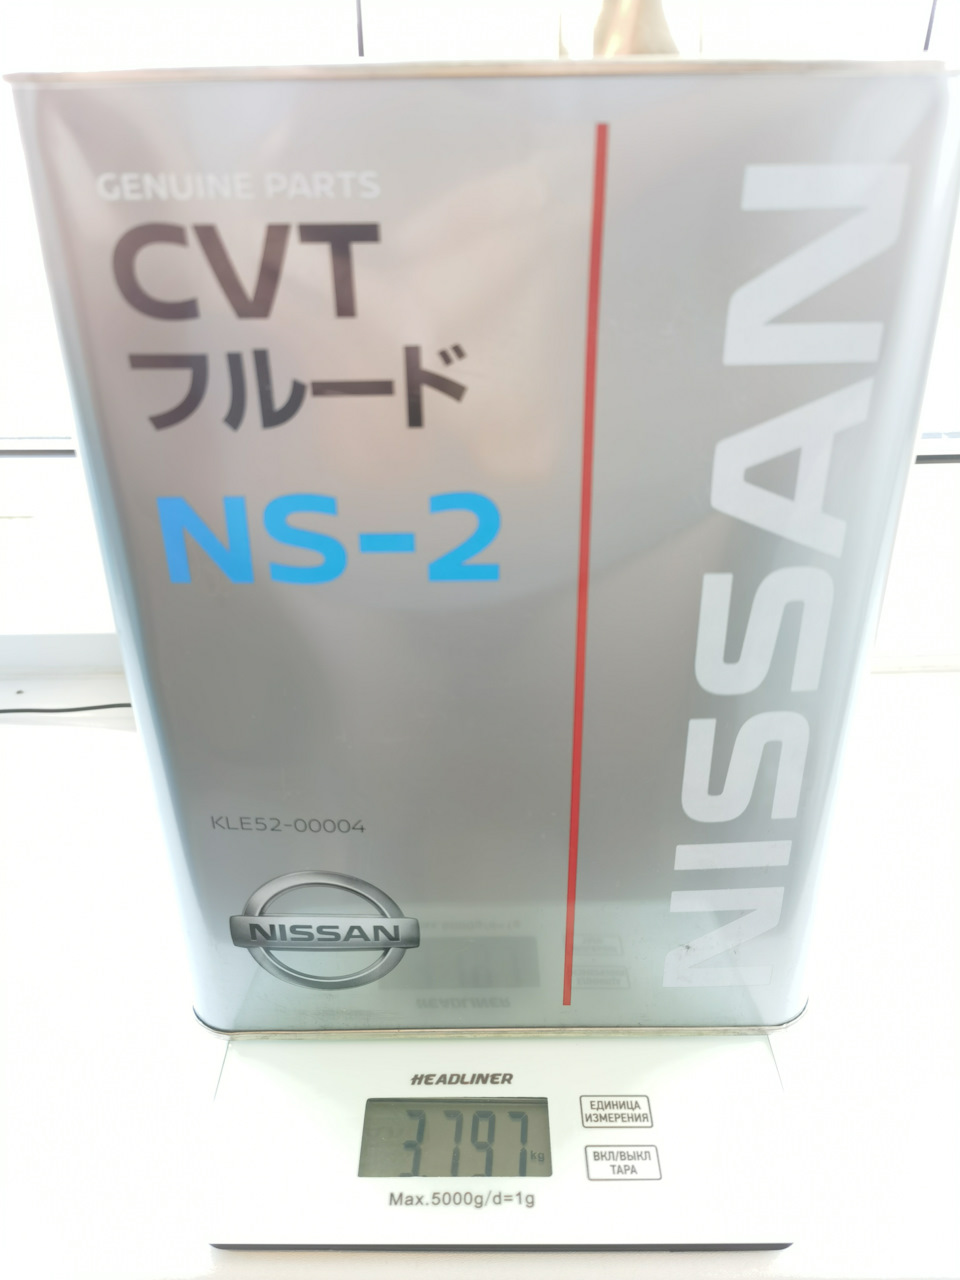 GENUINE PARTS
CVT
フルード
NS-2
NISSAN
KLE52-00004
NISSAN
HEADLINER
HEADLINER
3.797 kg
ЕДИНИЦА
ИЗМЕРЕНИЯ
ВКЛ/ВЫКЛ
ТАРА
Max.5000g/d=1g